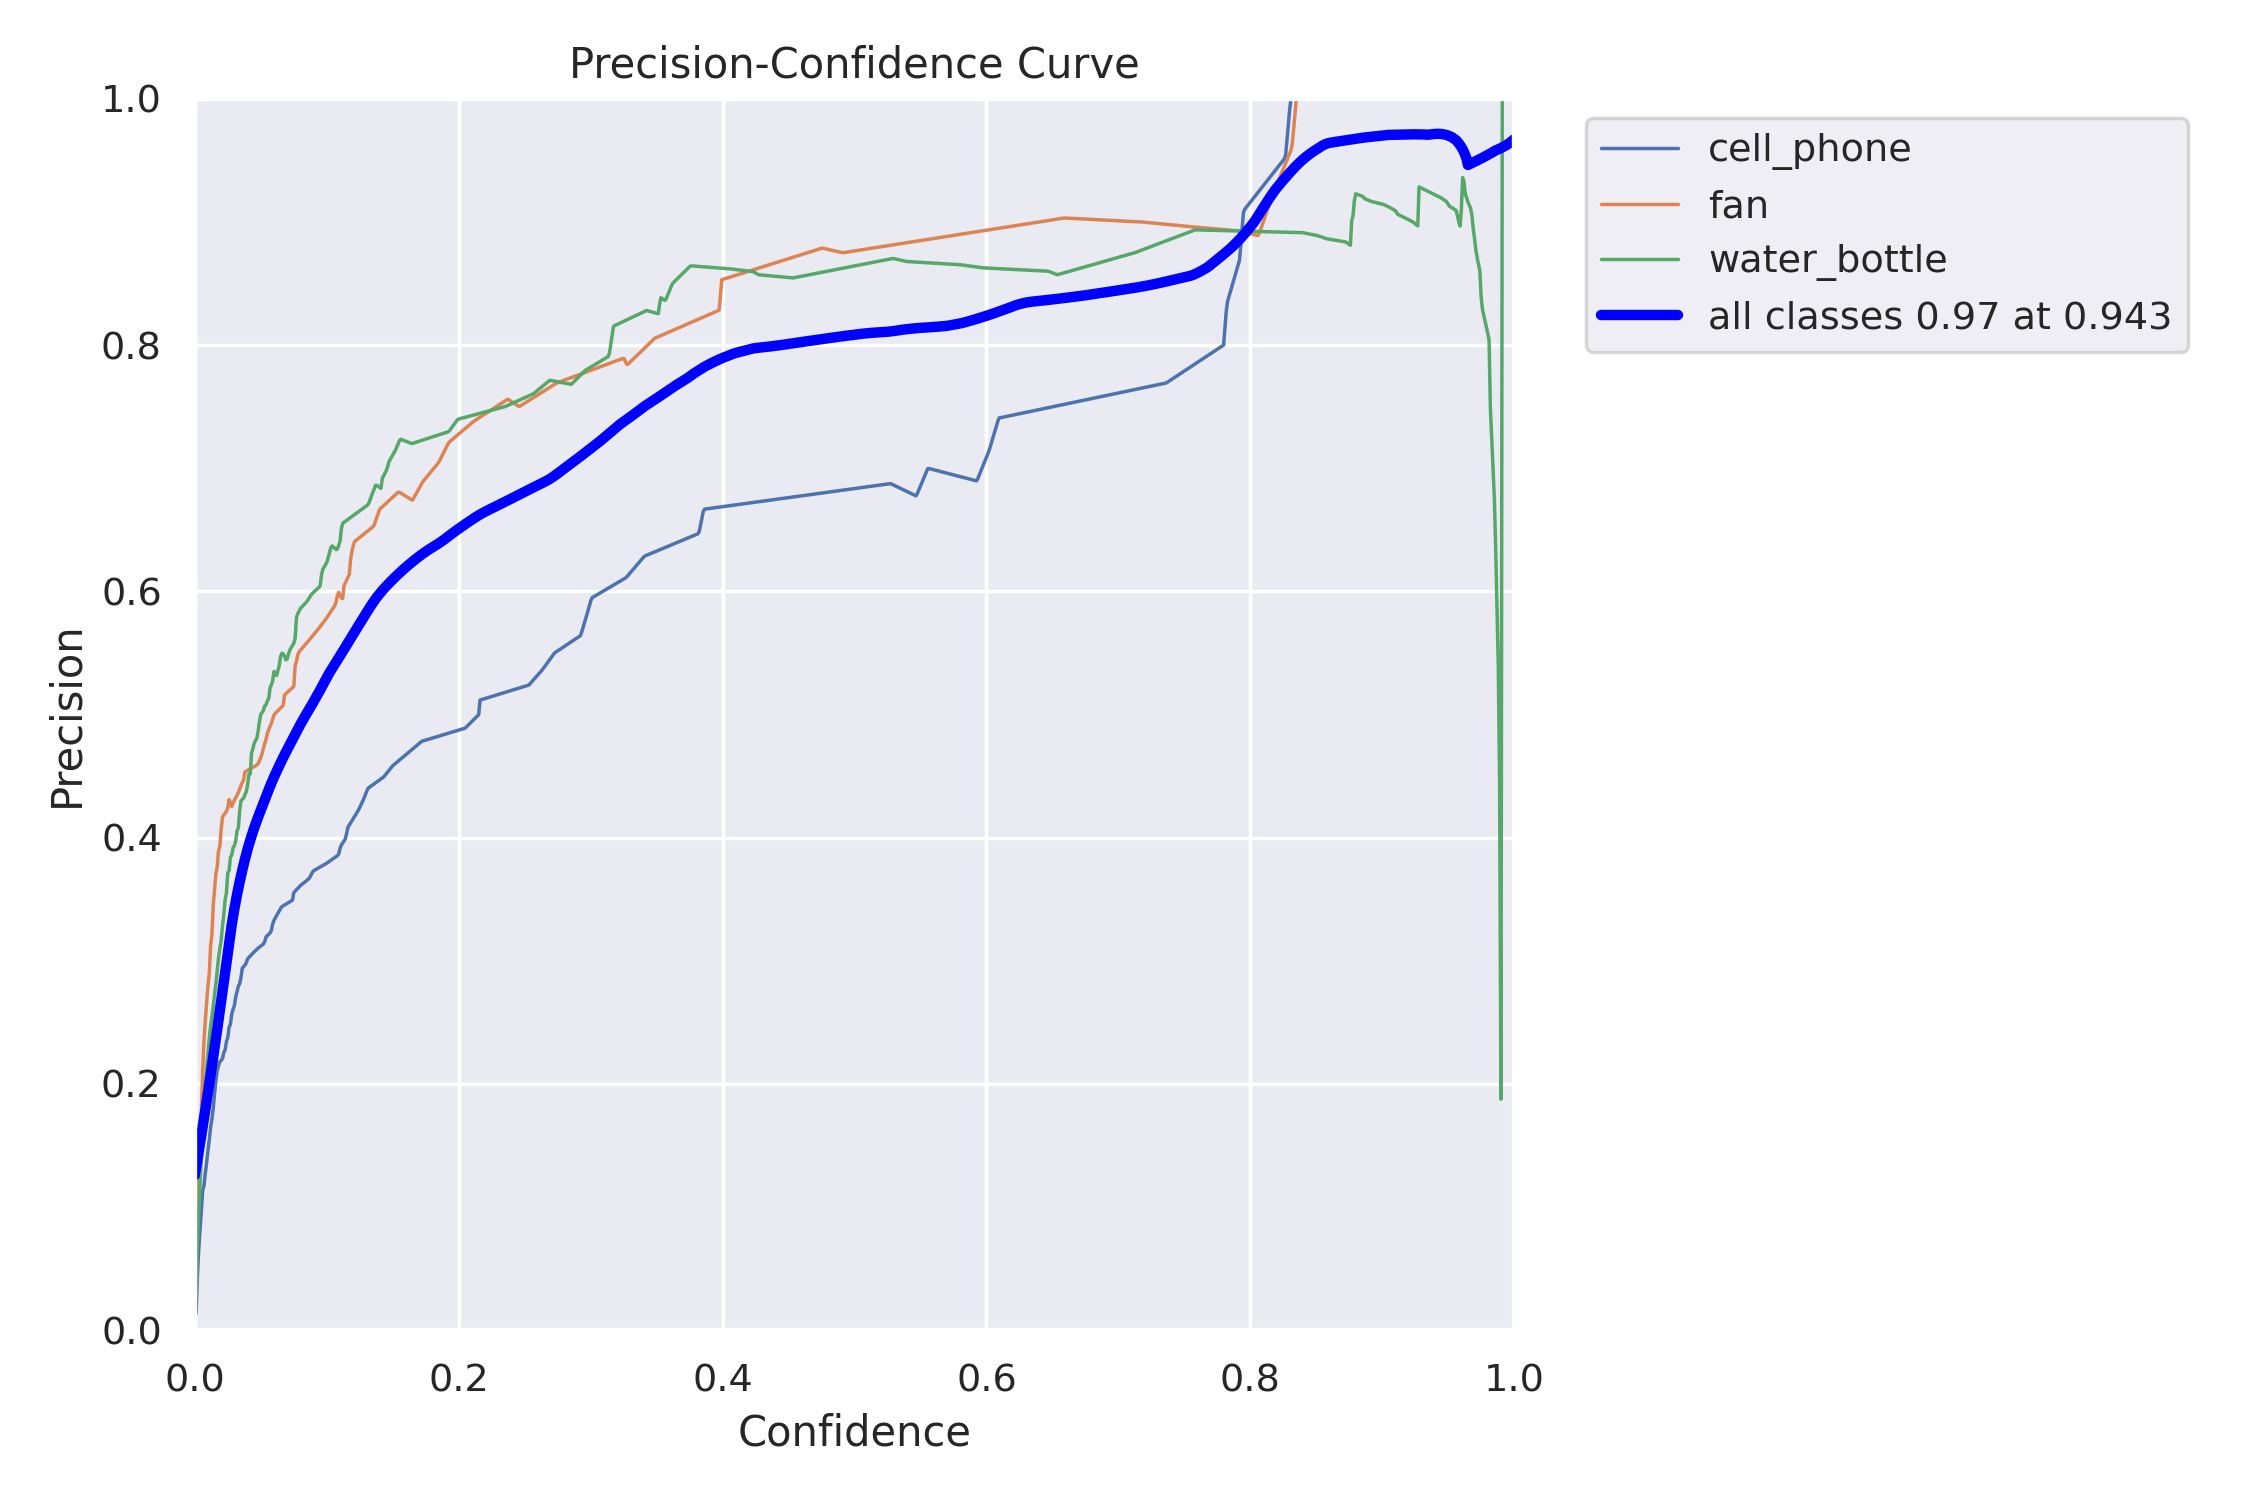 Precision-Confidence Curve
1.0
0.8
0.6
0.4
0.2
0.0
Precision
0.0 0.2 0.4 0.6 0.8 1.0
Confidence
cell_phone
fan
water_bottle
all classes 0.97 at 0.943